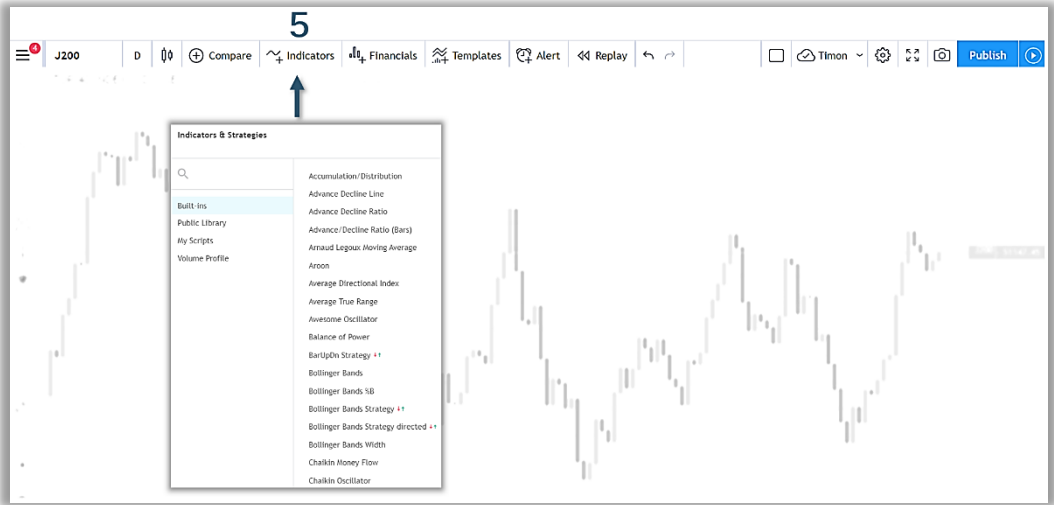 5
4 J200 D Compare Indicators Financials Templates Alert Replay Timon Publish
Indicators & Strategies
Built-ins
Public Library
My Scripts
Volume Profile
Accumulation/Distribution
Advance Decline Line
Advance Decline Ratio
Advance/Decline Ratio (Bars)
Arnaud Legoux Moving Average
Aroon
Average Directional Index
Average True Range
Awesome Oscillator
Balance of Power
BarUpDn Strategy
Bollinger Bands
Bollinger Bands %B
Bollinger Bands Strategy
Bollinger Bands Strategy directed
Bollinger Bands Width
Chaikin Money Flow
Chaikin Oscillator